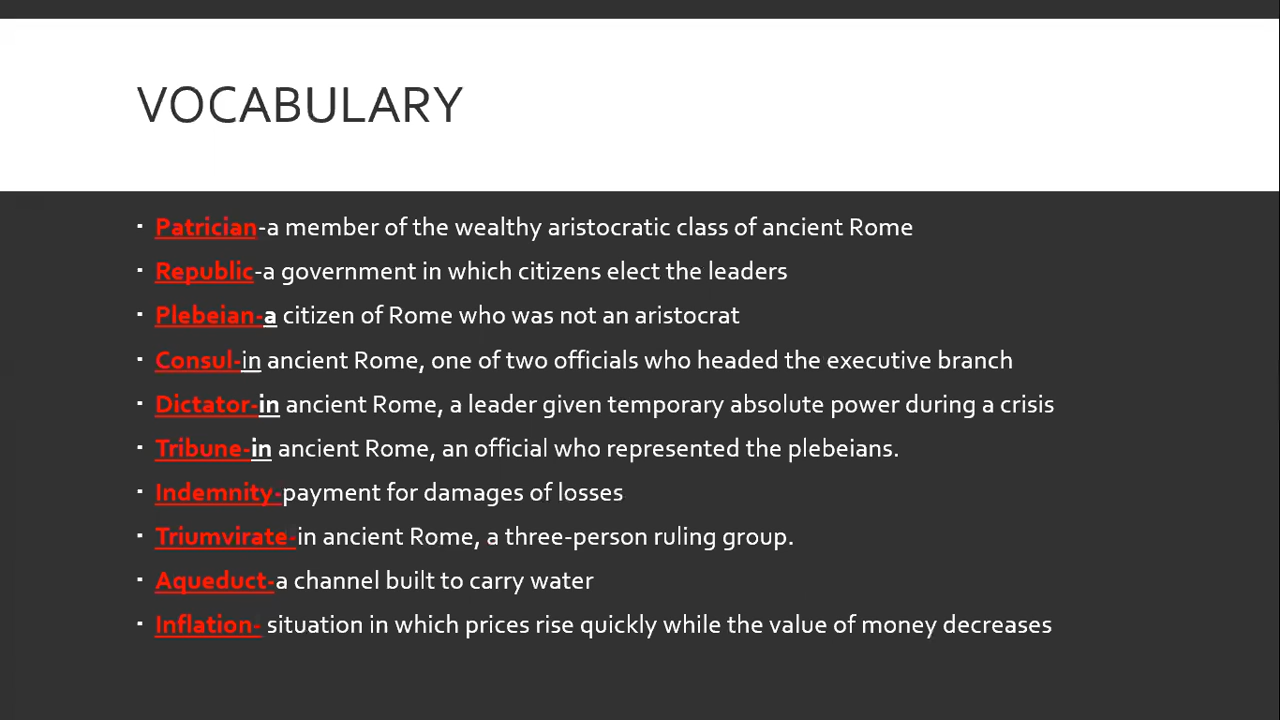 VOCABULARY
▪ Patrician-a member of the wealthy aristocratic class of ancient Rome
▪ Republic-a government in which citizens elect the leaders
▪ Plebeian-a citizen of Rome who was not an aristocrat
▪ Consul-in ancient Rome, one of two officials who headed the executive branch
▪ Dictator-in ancient Rome, a leader given temporary absolute power during a crisis
▪ Tribune-in ancient Rome, an official who represented the plebeians.
▪ Indemnity-payment for damages of losses
▪ Triumvirate-in ancient Rome, a three-person ruling group.
▪ Aqueduct-a channel built to carry water
▪ Inflation- situation in which prices rise quickly while the value of money decreases